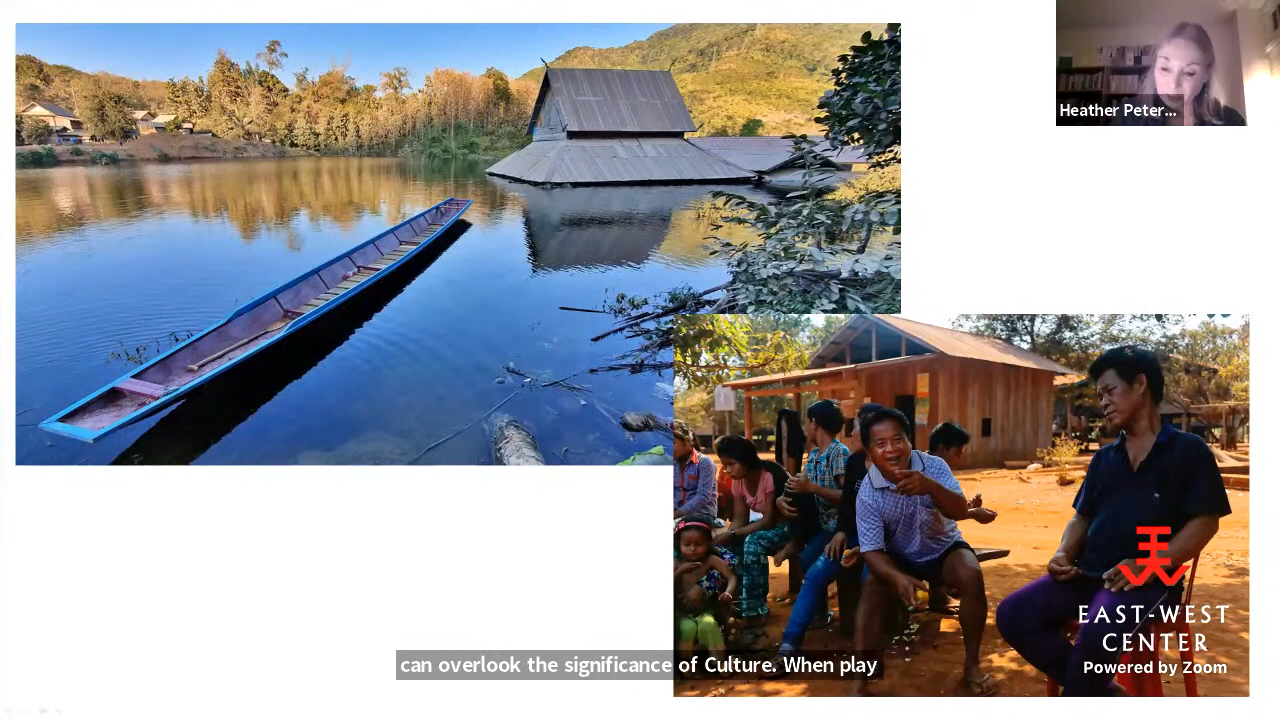 Heather Peter...
can overlook the significance of Culture. When play
EAST-WEST
CENTER
Powered by Zoom